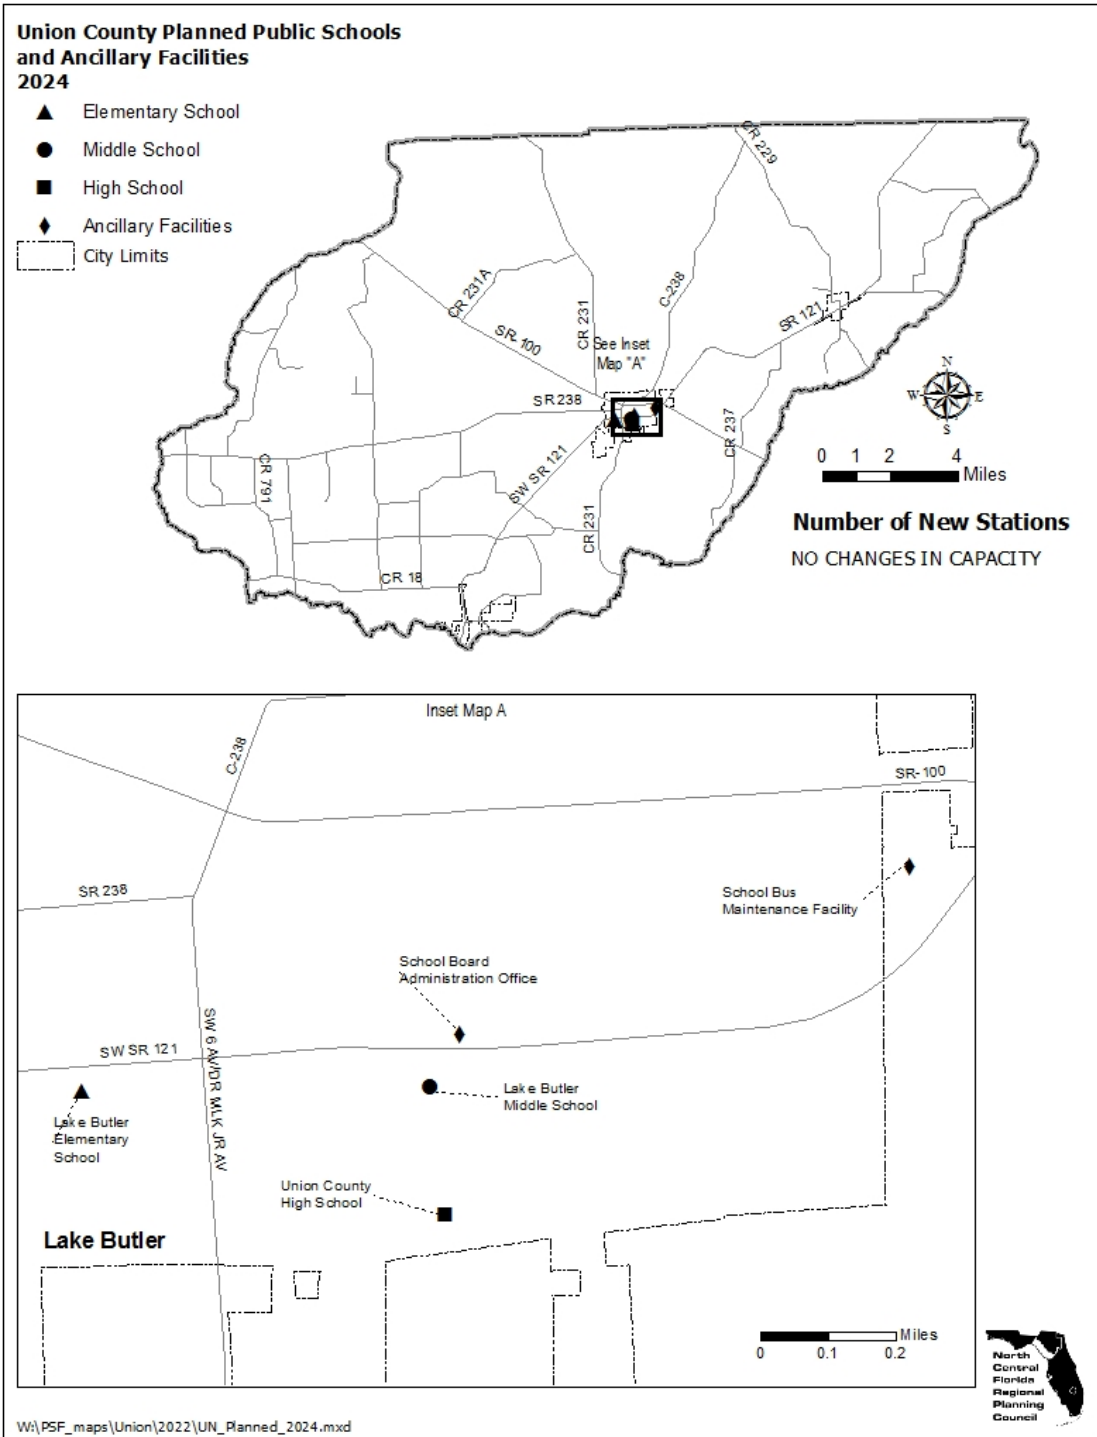 Union County Planned Public Schools
and Ancillary Facilities
2024
Elementary School
Middle School
High School
Ancillary Facilities
City Limits
CR 229
CR 231A
C-238
CR 231
SR 121
SR-100
See Inset
Map "A"
N
W
E
S
SR 238
CR 237
SW SR 121
CR 791
CR 231
CR 18
0 1 2 4
Miles
Number of New Stations
NO CHANGES IN CAPACITY
Inset Map A
C-238
SR-100
SR 238
School Bus
Maintenance Facility
School Board
Administration Office
SW SR 121
SW 6 AV/DR MLK JR AV
Lake Butler
Middle School
Lake Butler
Elementary
School
Union County
High School
Lake Butler
Miles
0 0.1 0.2
North
Central
Florida
Regional
Planning
Council
W:\PSF_maps\Union\2022\UN_Planned_2024.mxd